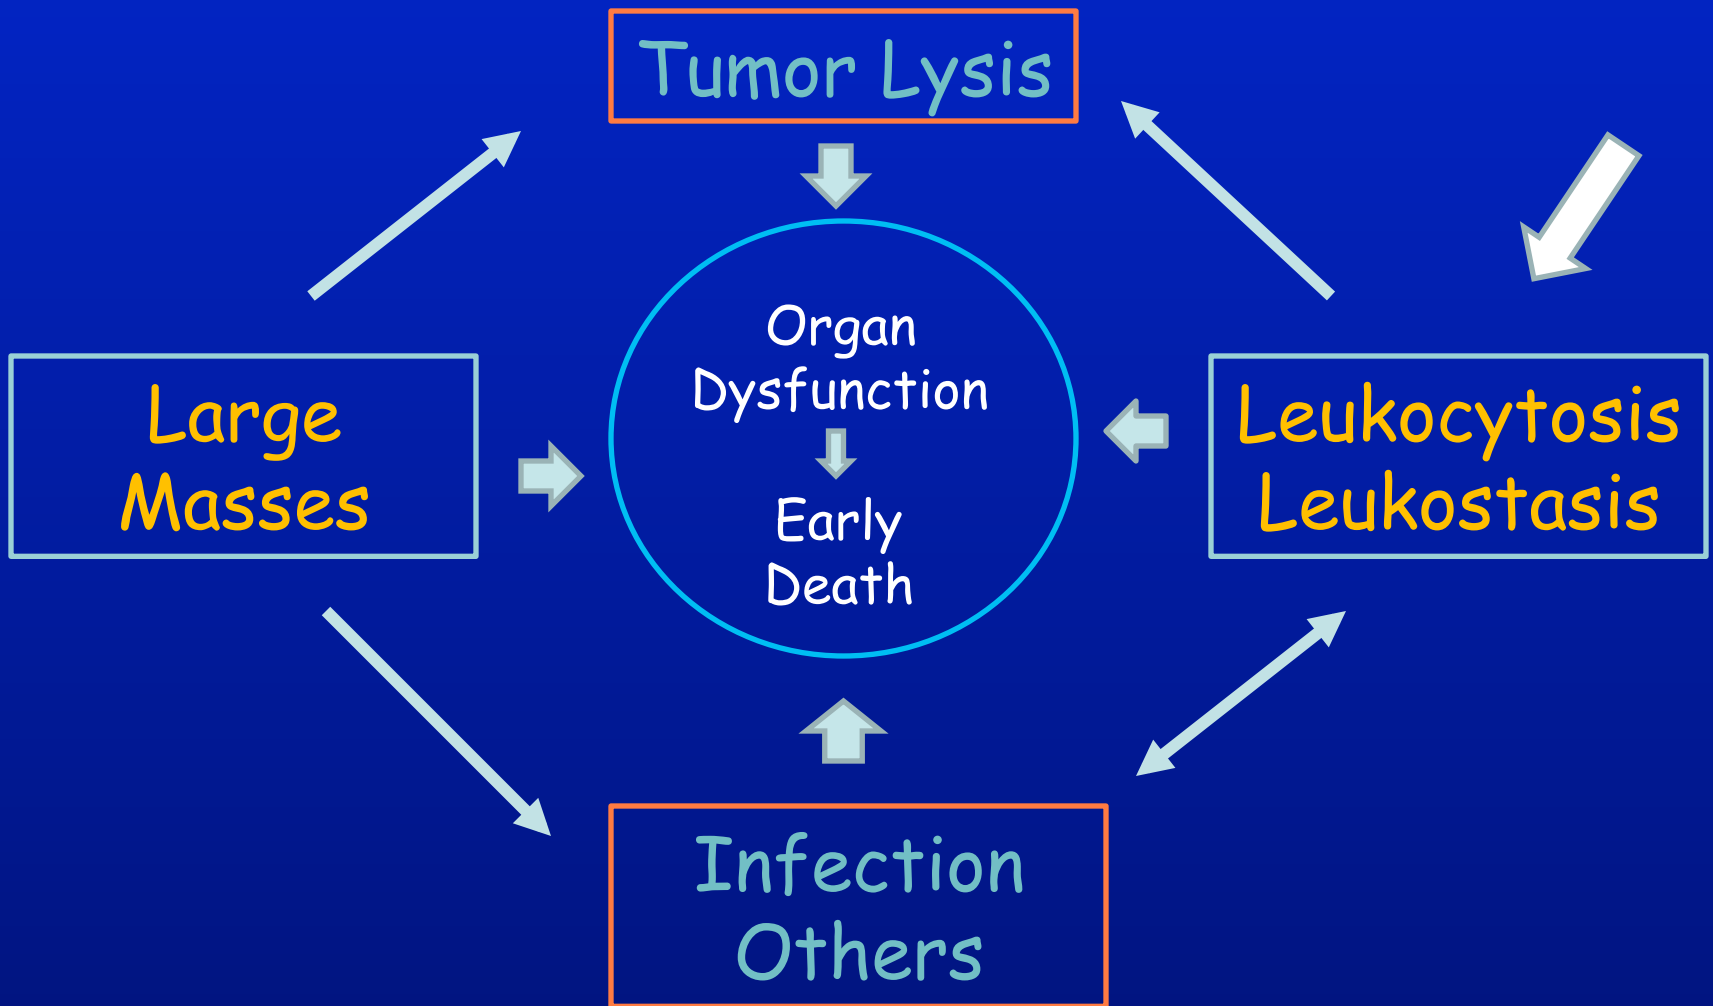 Tumor Lysis
Organ
Dysfunction
Early
Death
Large
Masses
Leukocytosis
Leukostasis
Infection
Others